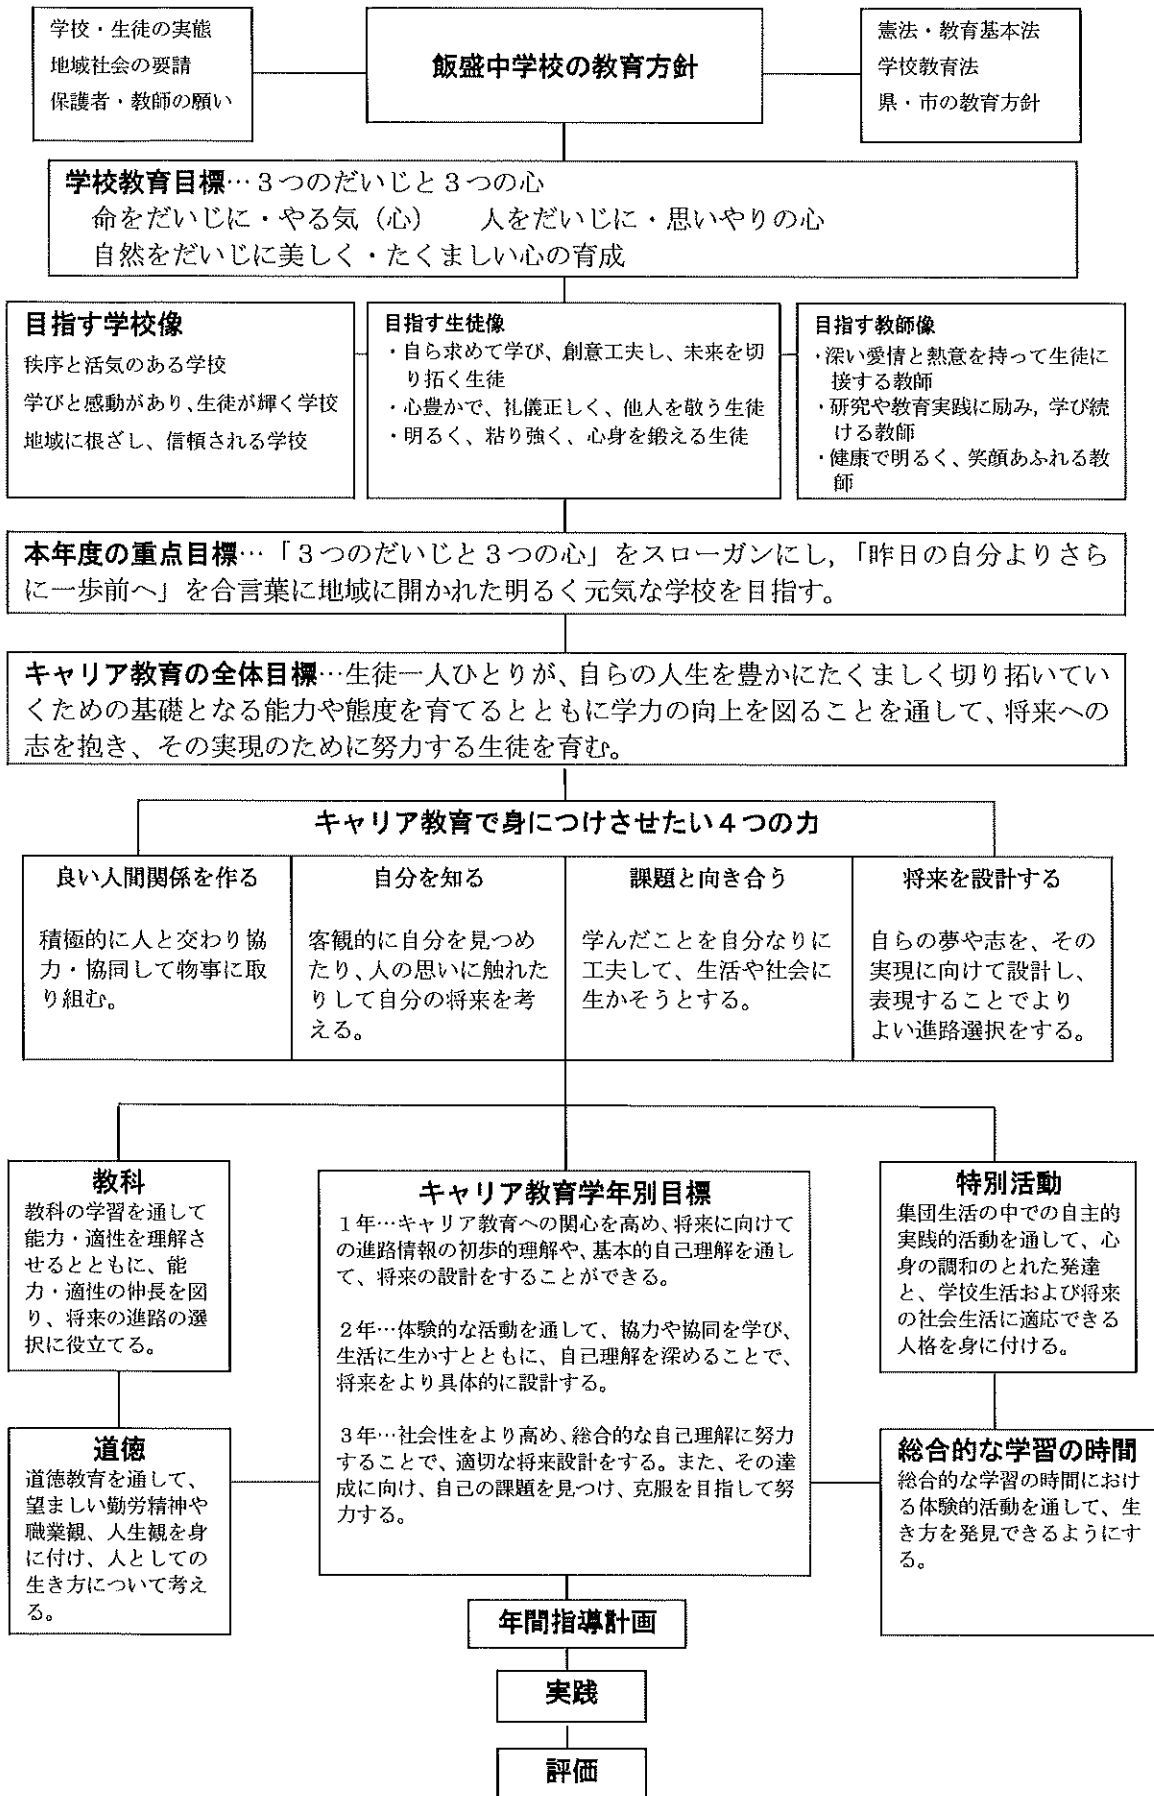 学校・生徒の実態
地域社会の要請
保護者・教師の願い
飯盛中学校の教育方針
憲法・教育基本法
学校教育法
県・市の教育方針
学校教育目標…３つのだいじと３つの心
命をだいじに・やる気（心）　　人をだいじに・思いやりの心
自然をだいじに美しく・たくましい心の育成
目指す学校像
秩序と活気のある学校
学びと感動があり、生徒が輝く学校
地域に根ざし、信頼される学校
目指す生徒像
・自ら求めて学び、創意工夫し、未来を切
り拓く生徒
・心豊かで、礼儀正しく、他人を敬う生徒
・明るく、粘り強く、心身を鍛える生徒
目指す教師像
・深い愛情と熱意を持って生徒に
接する教師
・研究や教育実践に励み，学び続
ける教師
・健康で明るく、笑顔あふれる教
師
本年度の重点目標…「３つのだいじと３つの心」をスローガンにし，「昨日の自分よりさら
に一歩前へ」を合言葉に地域に開かれた明るく元気な学校を目指す。
キャリア教育の全体目標…生徒一人ひとりが、自らの人生を豊かにたくましく切り拓いてい
くための基礎となる能力や態度を育てるとともに学力の向上を図ることを通して、将来への
志を抱き、その実現のために努力する生徒を育む。
キャリア教育で身につけさせたい４つの力
良い人間関係を作る
積極的に人と交わり協
力・協同して物事に取
り組む。
自分を知る
客観的に自分を見つめ
たり、人の思いに触れた
りして自分の将来を考
える。
課題と向き合う
学んだことを自分なりに
工夫して、生活や社会に
生かそうとする。
将来を設計する
自らの夢や志を、その
実現に向けて設計し、
表現することでより
よい進路選択をする。
教科
教科の学習を通して
能力・適性を理解さ
せるとともに、能
力・適性の伸長を図
り、将来の進路の選
択に役立てる。
キャリア教育学年別目標
１年…キャリア教育への関心を高め、将来に向けて
の進路情報の初歩的理解や、基本的自己理解を通し
て、将来の設計をすることができる。
２年…体験的な活動を通して、協力や協同を学び、
生活に生かすとともに、自己理解を深めることで、
将来をより具体的に設計する。
３年…社会性をより高め、総合的な自己理解に努力
することで、適切な将来設計をする。また、その達
成に向け、自己の課題を見つけ、克服を目指して努
力する。
特別活動
集団生活の中での自主的
実践的活動を通して、心
身の調和のとれた発達
と、学校生活および将来
の社会生活に適応できる
人格を身に付ける。
道徳
道徳教育を通して、
望ましい勤労精神や
職業観、人生観を身
に付け、人としての
生き方について考え
る。
総合的な学習の時間
総合的な学習の時間におけ
る体験的活動を通して、生
き方を発見できるようにす
る。
年間指導計画
実践
評価